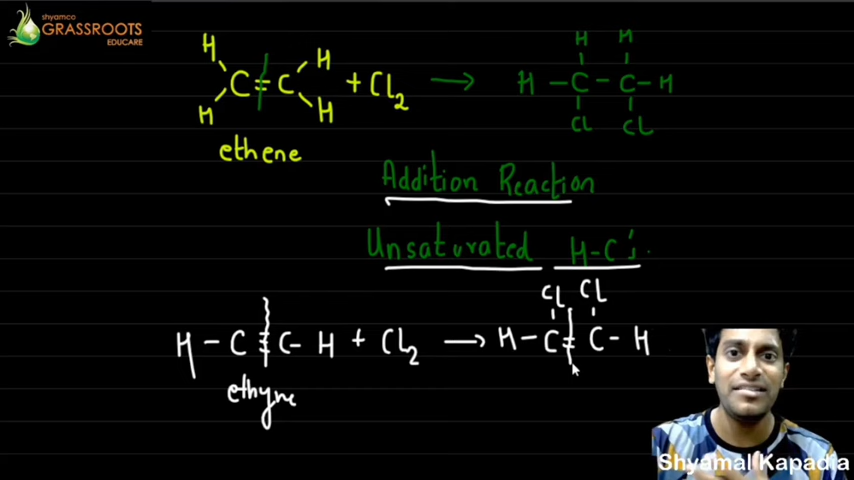 shyamco
GRASSROOTS
EDUCARE
H H H H
C = C + Cl2 → H - C - C - H
H H Cl Cl
ethene
Addition Reaction
Unsaturated H-C's.
Cl Cl
H - C ≡ C - H + Cl2 → H - C = C - H
ethyne
Shyamal Kapadia